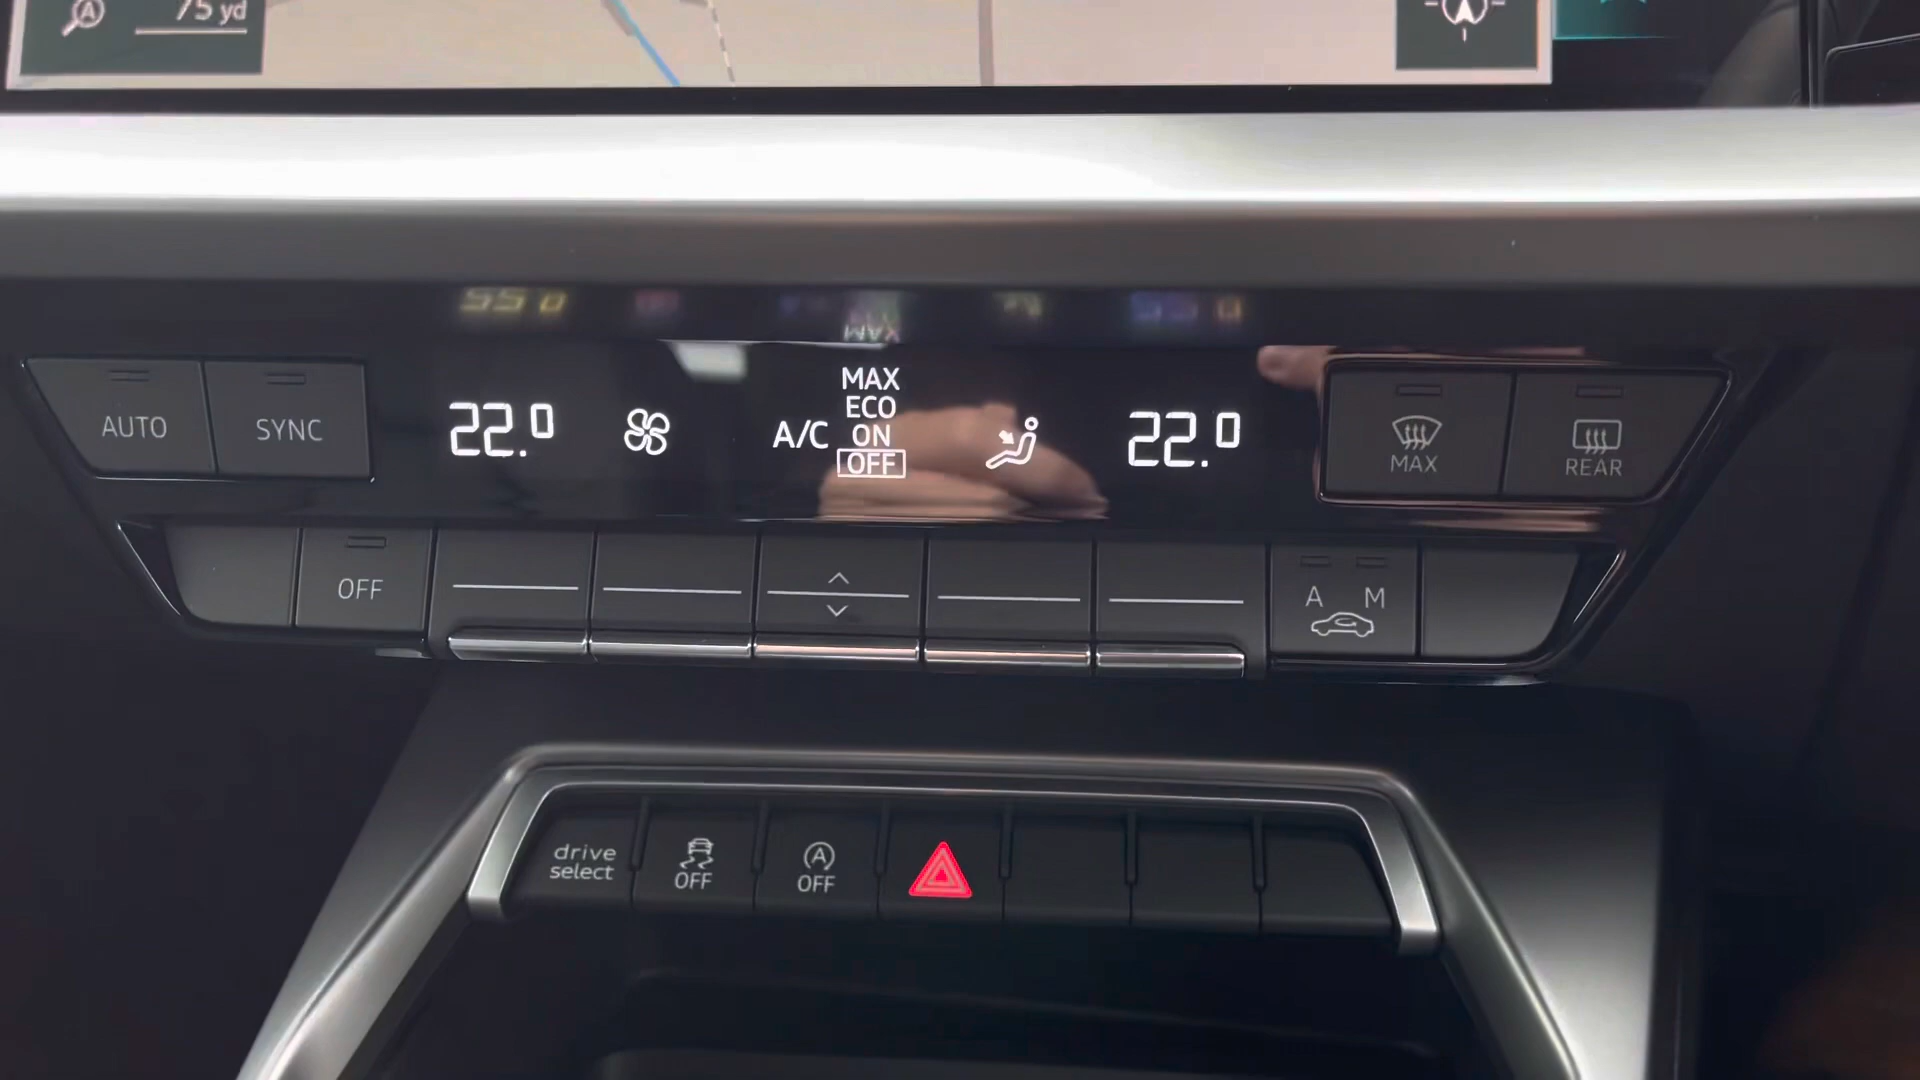 A
75 yd
AUTO
SYNC
22.0
A/C
MAX
ECO
ON
OFF
22.0
MAX
REAR
OFF
A M
drive
select
OFF
A
OFF